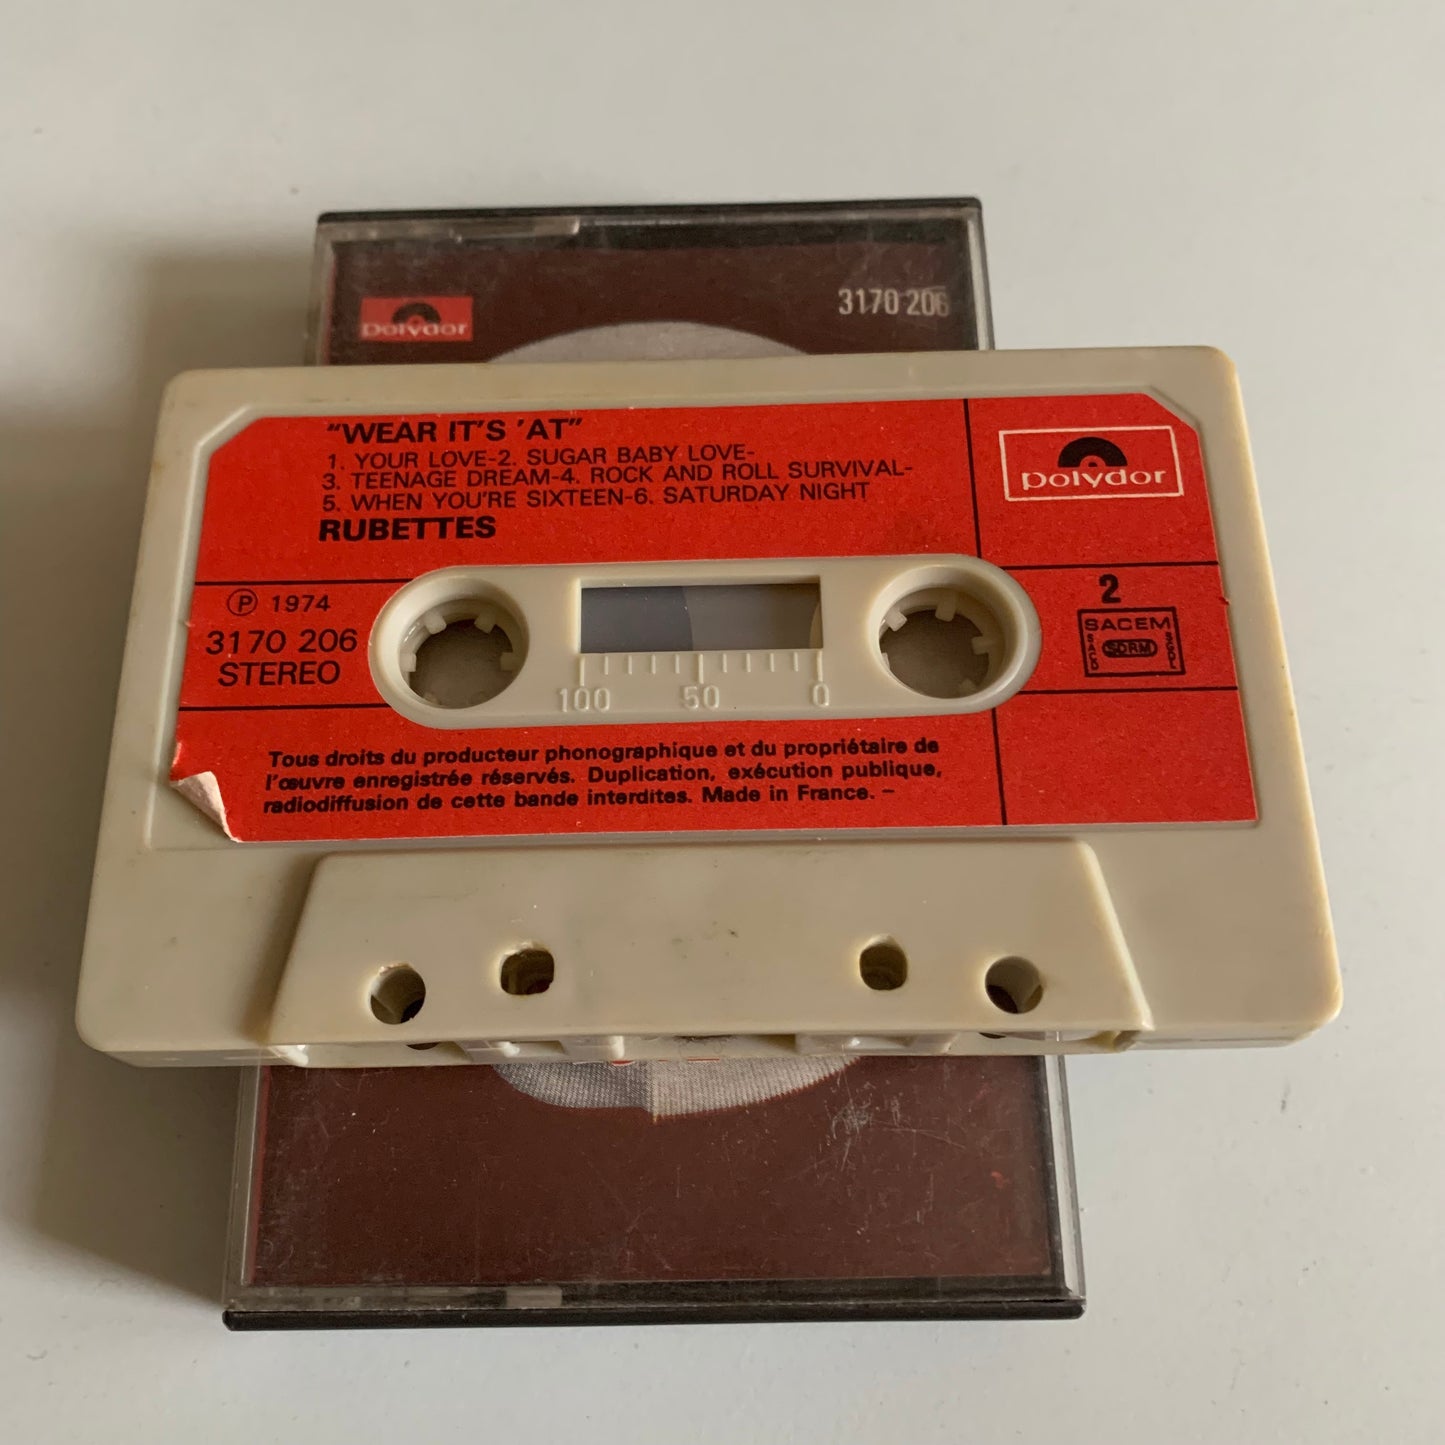 polydor
3170 206
"WEAR IT'S 'AT"
1. YOUR LOVE-2. SUGAR BABY LOVE-
3. TEENAGE DREAM-4. ROCK AND ROLL SURVIVAL-
5. WHEN YOU'RE SIXTEEN-6. SATURDAY NIGHT
RUBETTES
polydor
℗ 1974
3170 206
STEREO
2
SACEM
SACD SDRM SGDL
100 50 0
Tous droits du producteur phonographique et du propriétaire de
l'œuvre enregistrée réservés. Duplication, exécution publique,
radiodiffusion de cette bande interdites. Made in France. –